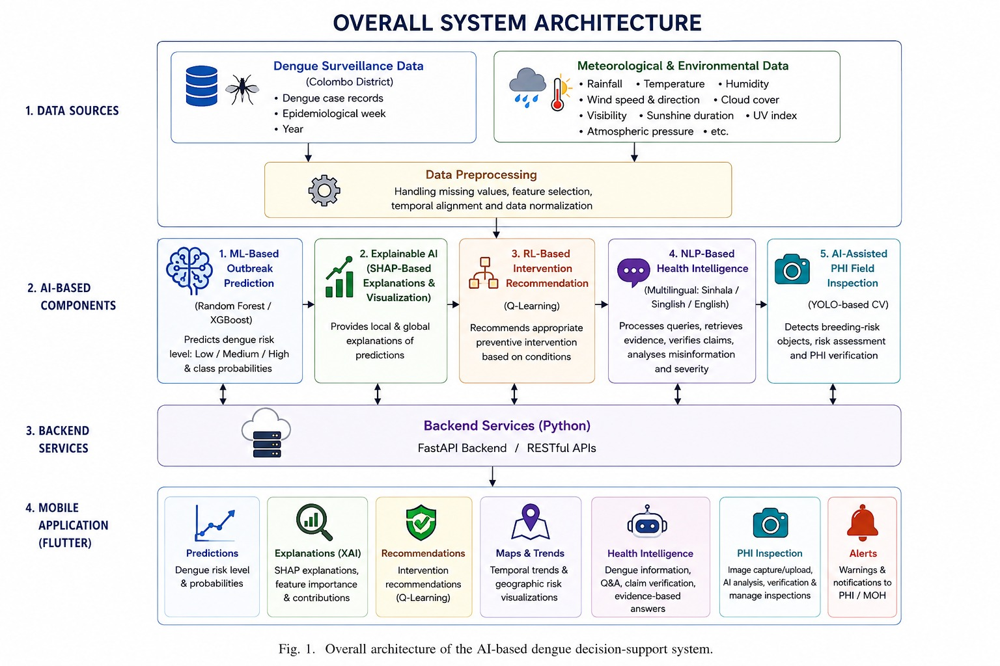 OVERALL SYSTEM ARCHITECTURE
1. DATA SOURCES
Dengue Surveillance Data
(Colombo District)
• Dengue case records
• Epidemiological week
• Year
Meteorological & Environmental Data
• Rainfall • Temperature • Humidity
• Wind speed & direction • Cloud cover
• Visibility • Sunshine duration • UV index
• Atmospheric pressure • etc.
Data Preprocessing
Handling missing values, feature selection,
temporal alignment and data normalization
2. AI-BASED
COMPONENTS
1. ML-Based
Outbreak
Prediction
(Random Forest /
XGBoost)
Predicts dengue risk
level: Low / Medium / High
& class probabilities
2. Explainable AI
(SHAP-Based
Explanations &
Visualization)
Provides local & global
explanations of
predictions
3. RL-Based
Intervention
Recommendation
(Q-Learning)
Recommends appropriate
preventive intervention
based on conditions
4. NLP-Based
Health Intelligence
(Multilingual: Sinhala /
Singlish / English)
Processes queries, retrieves
evidence, verifies claims,
analyses misinformation
and severity
5. AI-Assisted
PHI Field
Inspection
(YOLO-based CV)
Detects breeding-risk
objects, risk assessment
and PHI verification
3. BACKEND
SERVICES
Backend Services (Python)
FastAPI Backend / RESTful APIs
4. MOBILE
APPLICATION
(FLUTTER)
Predictions
Dengue risk level
& probabilities
Explanations (XAI)
SHAP explanations,
feature importance
& contributions
Recommendations
Intervention
recommendations
(Q-Learning)
Maps & Trends
Temporal trends &
geographic risk
visualizations
Health Intelligence
Dengue information,
Q&A, claim verification,
evidence-based
answers
PHI Inspection
Image capture/upload,
AI analysis, verification &
manage inspections
Alerts
Warnings &
notifications to
PHI / MOH
Fig. 1. Overall architecture of the AI-based dengue decision-support system.